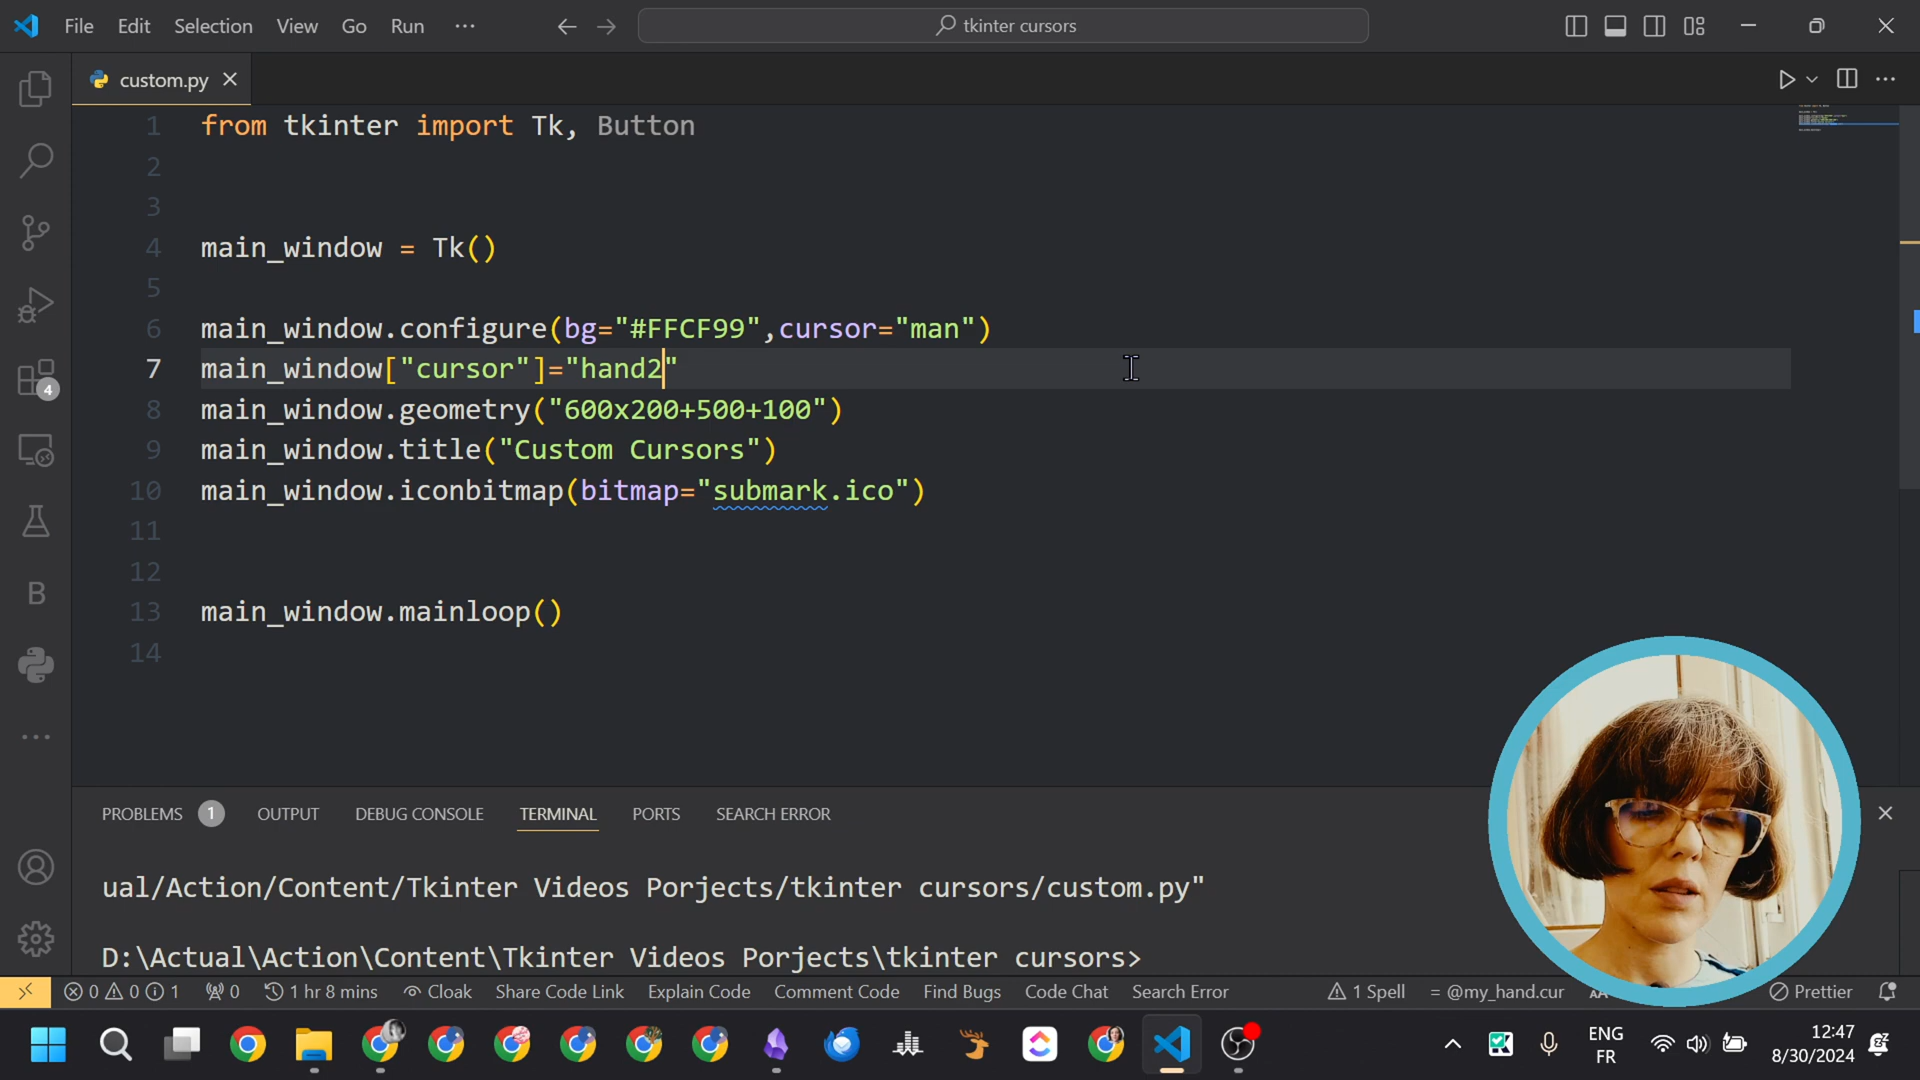 File Edit Selection View Go Run ··· tkinter cursors
custom.py
1 from tkinter import Tk, Button
2
3
4 main_window = Tk()
5
6 main_window.configure(bg="#FFCF99",cursor="man")
7 main_window["cursor"]="hand2"
8 main_window.geometry("600x200+500+100")
9 main_window.title("Custom Cursors")
10 main_window.iconbitmap(bitmap="submark.ico")
11
12
13 main_window.mainloop()
14
4
B
PROBLEMS 1 OUTPUT DEBUG CONSOLE TERMINAL PORTS SEARCH ERROR
ual/Action/Content/Tkinter Videos Porjects/tkinter cursors/custom.py"
D:\Actual\Action\Content\Tkinter Videos Porjects\tkinter cursors>
0 0 1 0 1 hr 8 mins Cloak Share Code Link Explain Code Comment Code Find Bugs Code Chat Search Error 1 Spell = @my_hand.cur Prettier
ENG
FR
12:47
8/30/2024